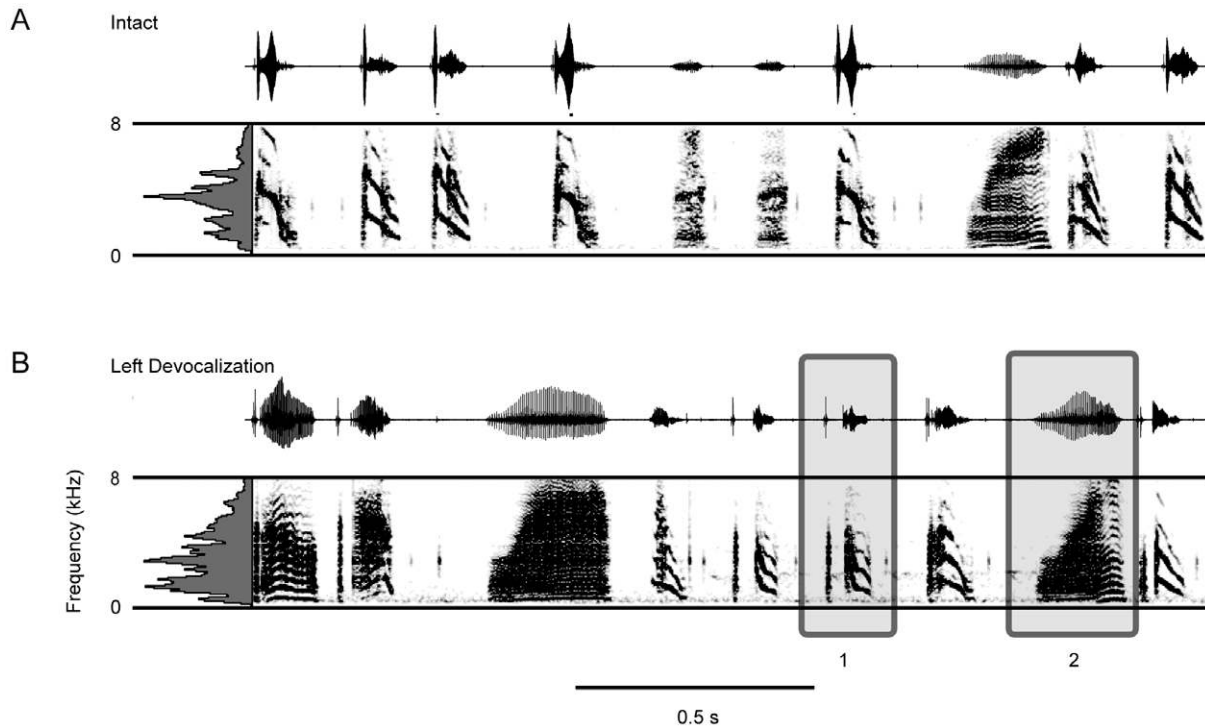 A
Intact
8
0
B
Left Devocalization
8
Frequency (kHz)
0
1
2
0.5 s